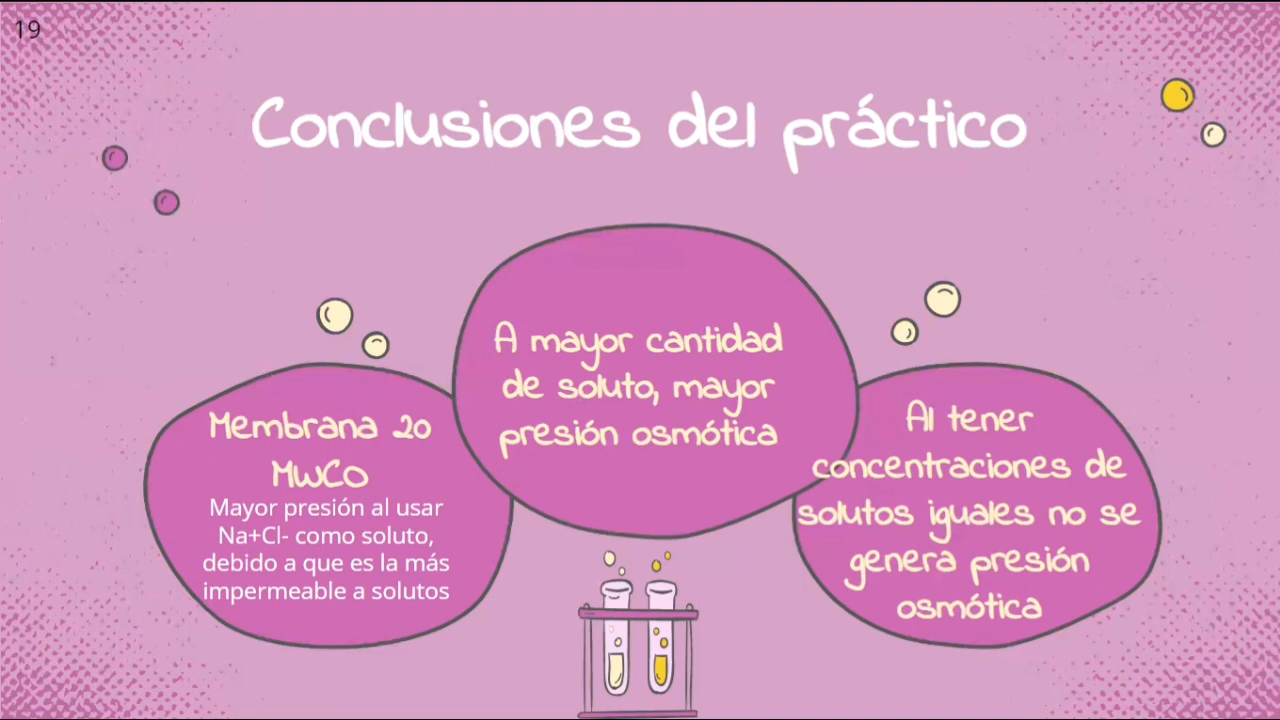 19
Conclusiones del práctico
Membrana 20
MWCO
Mayor presión al usar
Na+Cl- como soluto,
debido a que es la más
impermeable a solutos
A mayor cantidad
de soluto, mayor
presión osmótica
Al tener
concentraciones de
solutos iguales no se
genera presión
osmótica